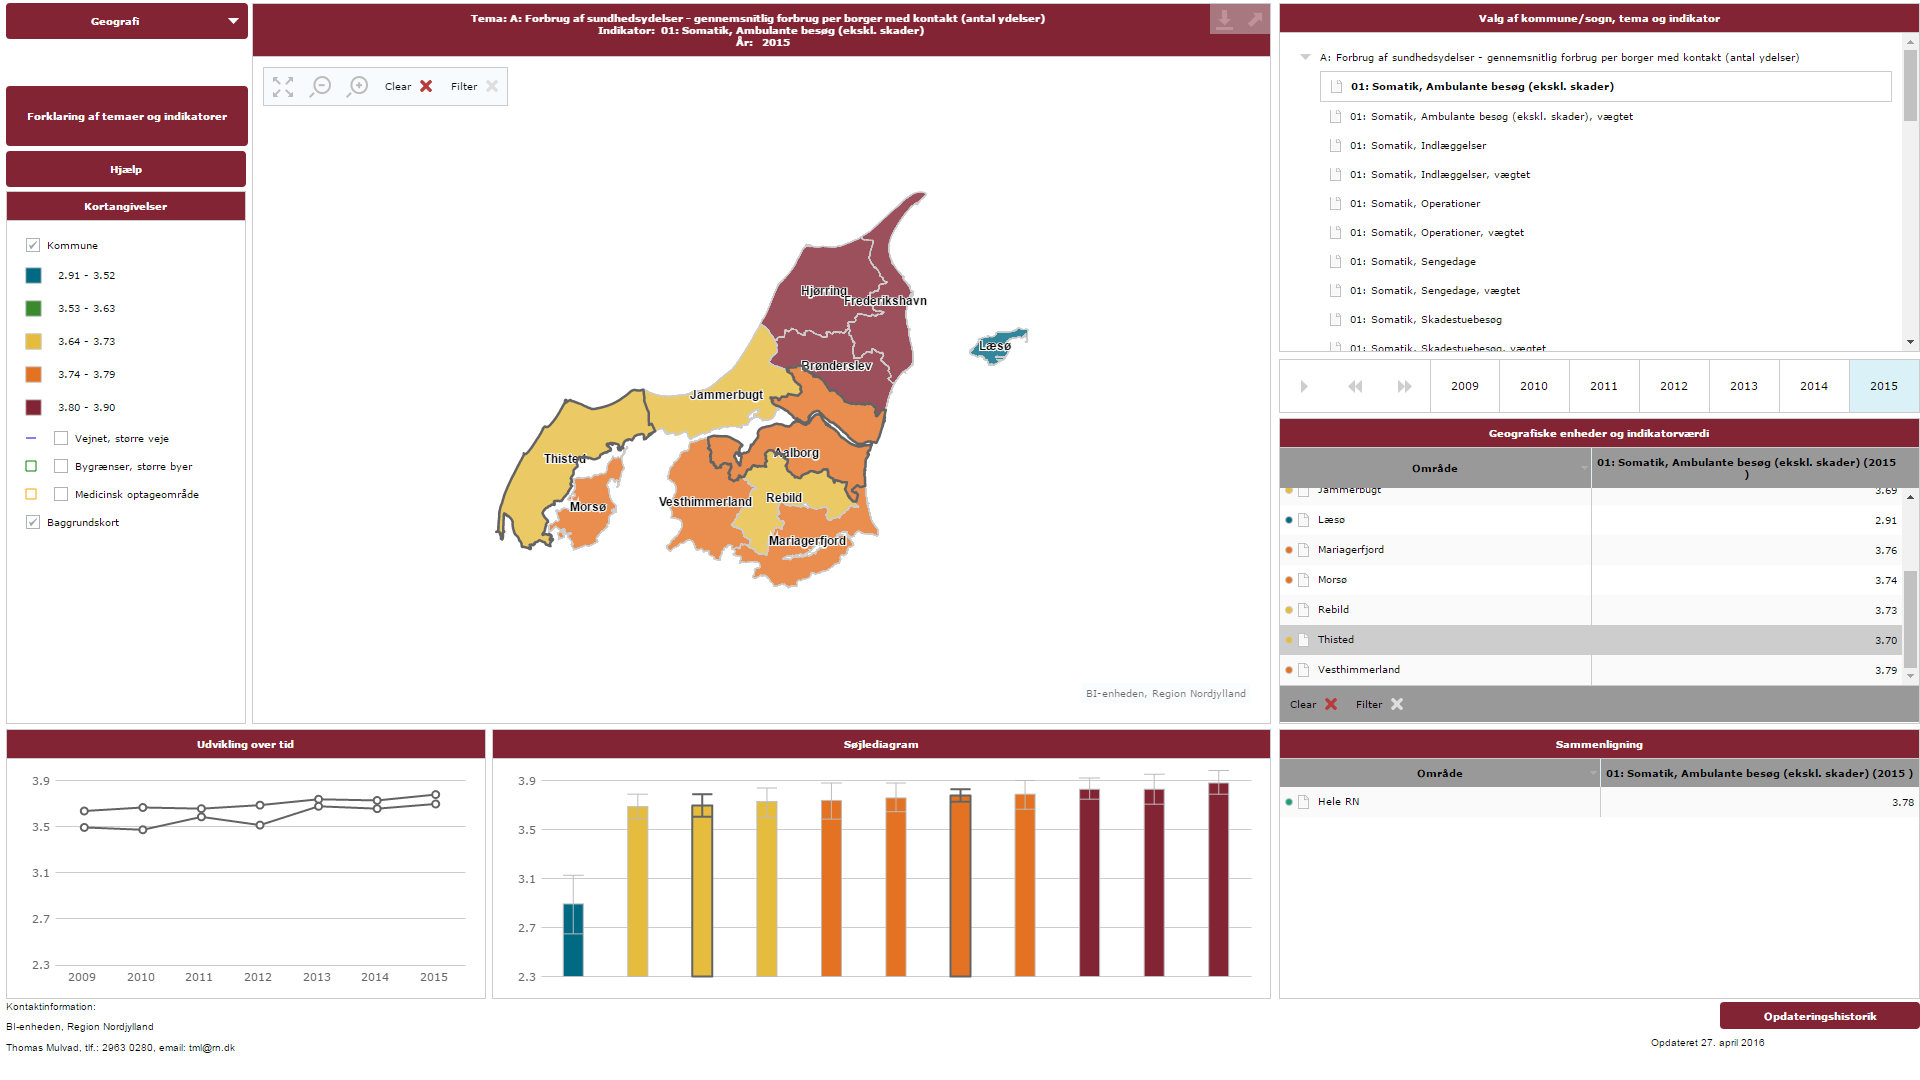 Geografi
Forklaring af temaer og indikatorer
Hjælp
Kortangivelser
Kommune
2.91 - 3.52
3.53 - 3.63
3.64 - 3.73
3.74 - 3.79
3.80 - 3.90
Vejnet, større veje
Bygrænser, større byer
Medicinsk optageområde
Baggrundskort
Tema: A: Forbrug af sundhedsydelser - gennemsnitlig forbrug per borger med kontakt (antal ydelser)
Indikator: 01: Somatik, Ambulante besøg (ekskl. skader)
År: 2015
Clear
Filter
Hjørring
Frederikshavn
Læsø
Brønderslev
Jammerbugt
Thisted
Aalborg
Morsø
Vesthimmerland
Rebild
Mariagerfjord
BI-enheden, Region Nordjylland
Valg af kommune/sogn, tema og indikator
A: Forbrug af sundhedsydelser - gennemsnitlig forbrug per borger med kontakt (antal ydelser)
01: Somatik, Ambulante besøg (ekskl. skader)
01: Somatik, Ambulante besøg (ekskl. skader), vægtet
01: Somatik, Indlæggelser
01: Somatik, Indlæggelser, vægtet
01: Somatik, Operationer
01: Somatik, Operationer, vægtet
01: Somatik, Sengedage
01: Somatik, Sengedage, vægtet
01: Somatik, Skadestuebesøg
01: Somatik, Skadestuebesøg, vægtet
2009 2010 2011 2012 2013 2014 2015
Geografiske enheder og indikatorværdi
Område 01: Somatik, Ambulante besøg (ekskl. skader) (2015
)
Jammerbugt 3.69
Læsø 2.91
Mariagerfjord 3.76
Morsø 3.74
Rebild 3.73
Thisted 3.70
Vesthimmerland 3.79
Clear Filter
Udvikling over tid
3.9
3.5
3.1
2.7
2.3
2009 2010 2011 2012 2013 2014 2015
Søjlediagram
3.9
3.5
3.1
2.7
2.3
Sammenligning
Område 01: Somatik, Ambulante besøg (ekskl. skader) (2015 )
Hele RN 3.78
Kontaktinformation:
BI-enheden, Region Nordjylland
Thomas Mulvad, tlf.: 2963 0280, email: tml@rn.dk
Opdateringshistorik
Opdateret 27. april 2016